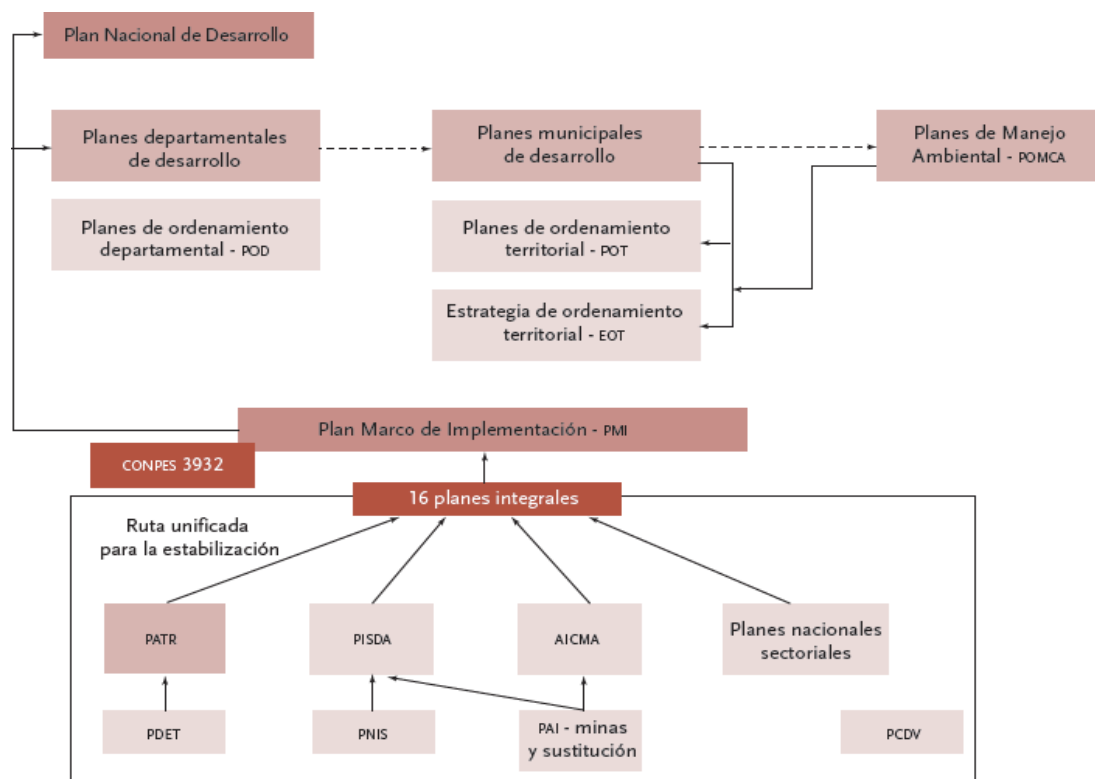 Plan Nacional de Desarrollo
Planes departamentales
de desarrollo
Planes municipales
de desarrollo
Planes de Manejo
Ambiental - POMCA
Planes de ordenamiento
departamental - POD
Planes de ordenamiento
territorial - POT
Estrategia de ordenamiento
territorial - EOT
Plan Marco de Implementación - PMI
CONPES 3932
16 planes integrales
Ruta unificada
para la estabilización
PATR
PISDA
AICMA
Planes nacionales
sectoriales
PDET
PNIS
PAI - minas
y sustitución
PCDV